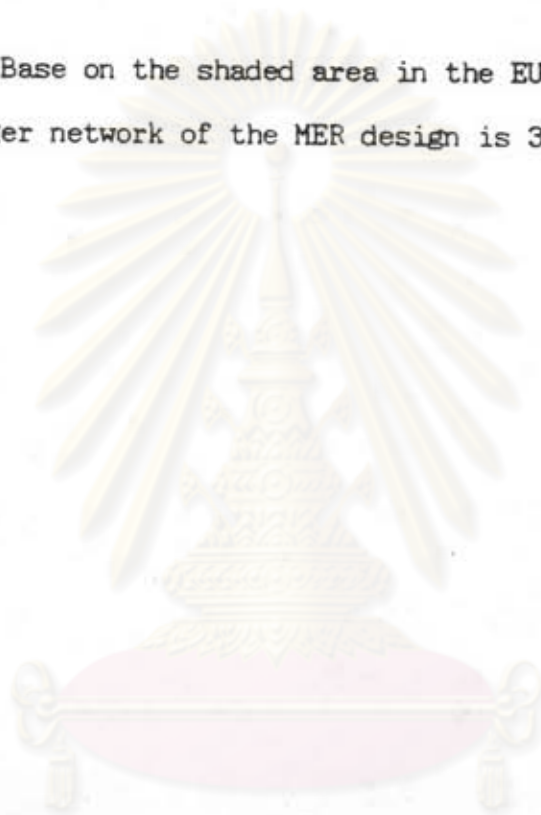 Base on the shaded area in the EU
er network of the MER design is 3